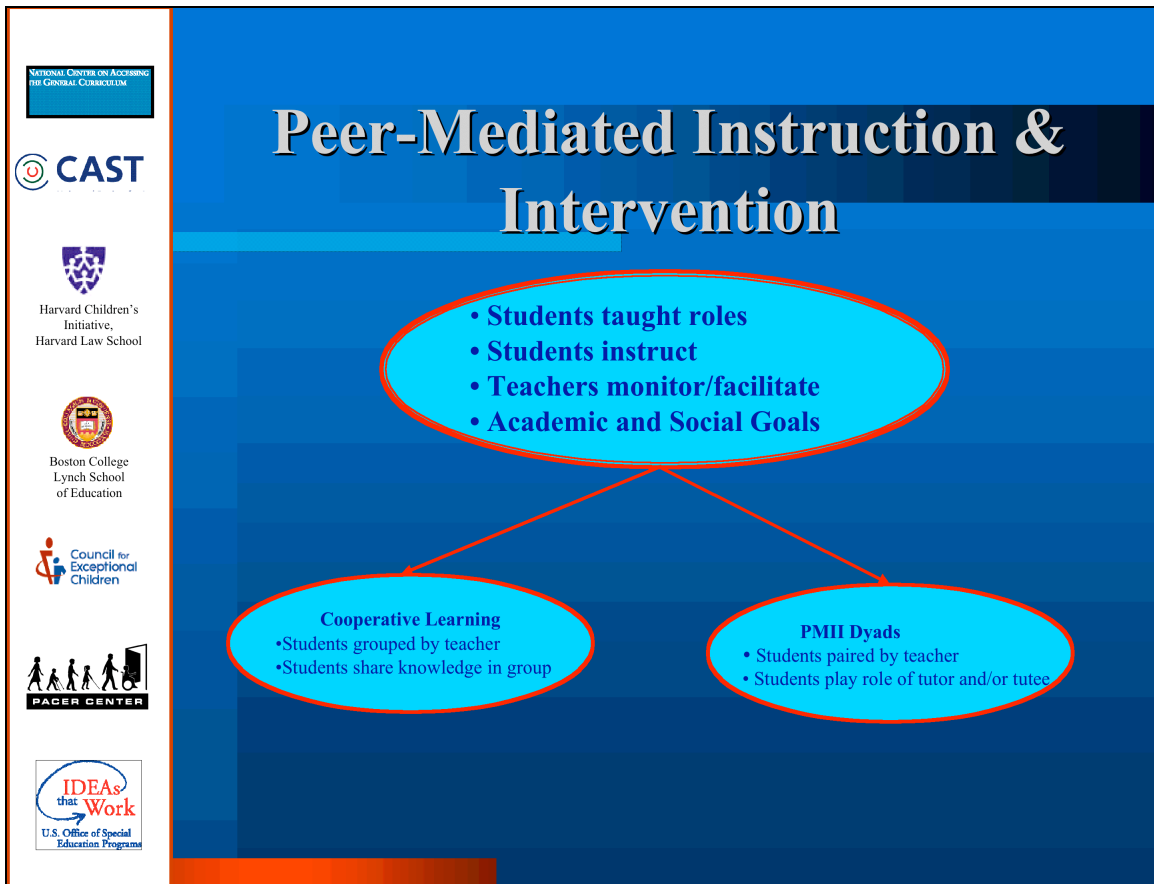 NATIONAL CENTER ON ACCESSING
THE GENERAL CURRICULUM
CAST
Harvard Children's
Initiative,
Harvard Law School
Boston College
Lynch School
of Education
Council for
Exceptional
Children
PACER CENTER
IDEAs
that Work
U.S. Office of Special
Education Programs
Peer-Mediated Instruction &
Intervention
• Students taught roles
• Students instruct
• Teachers monitor/facilitate
• Academic and Social Goals
Cooperative Learning
•Students grouped by teacher
•Students share knowledge in group
PMII Dyads
• Students paired by teacher
• Students play role of tutor and/or tutee